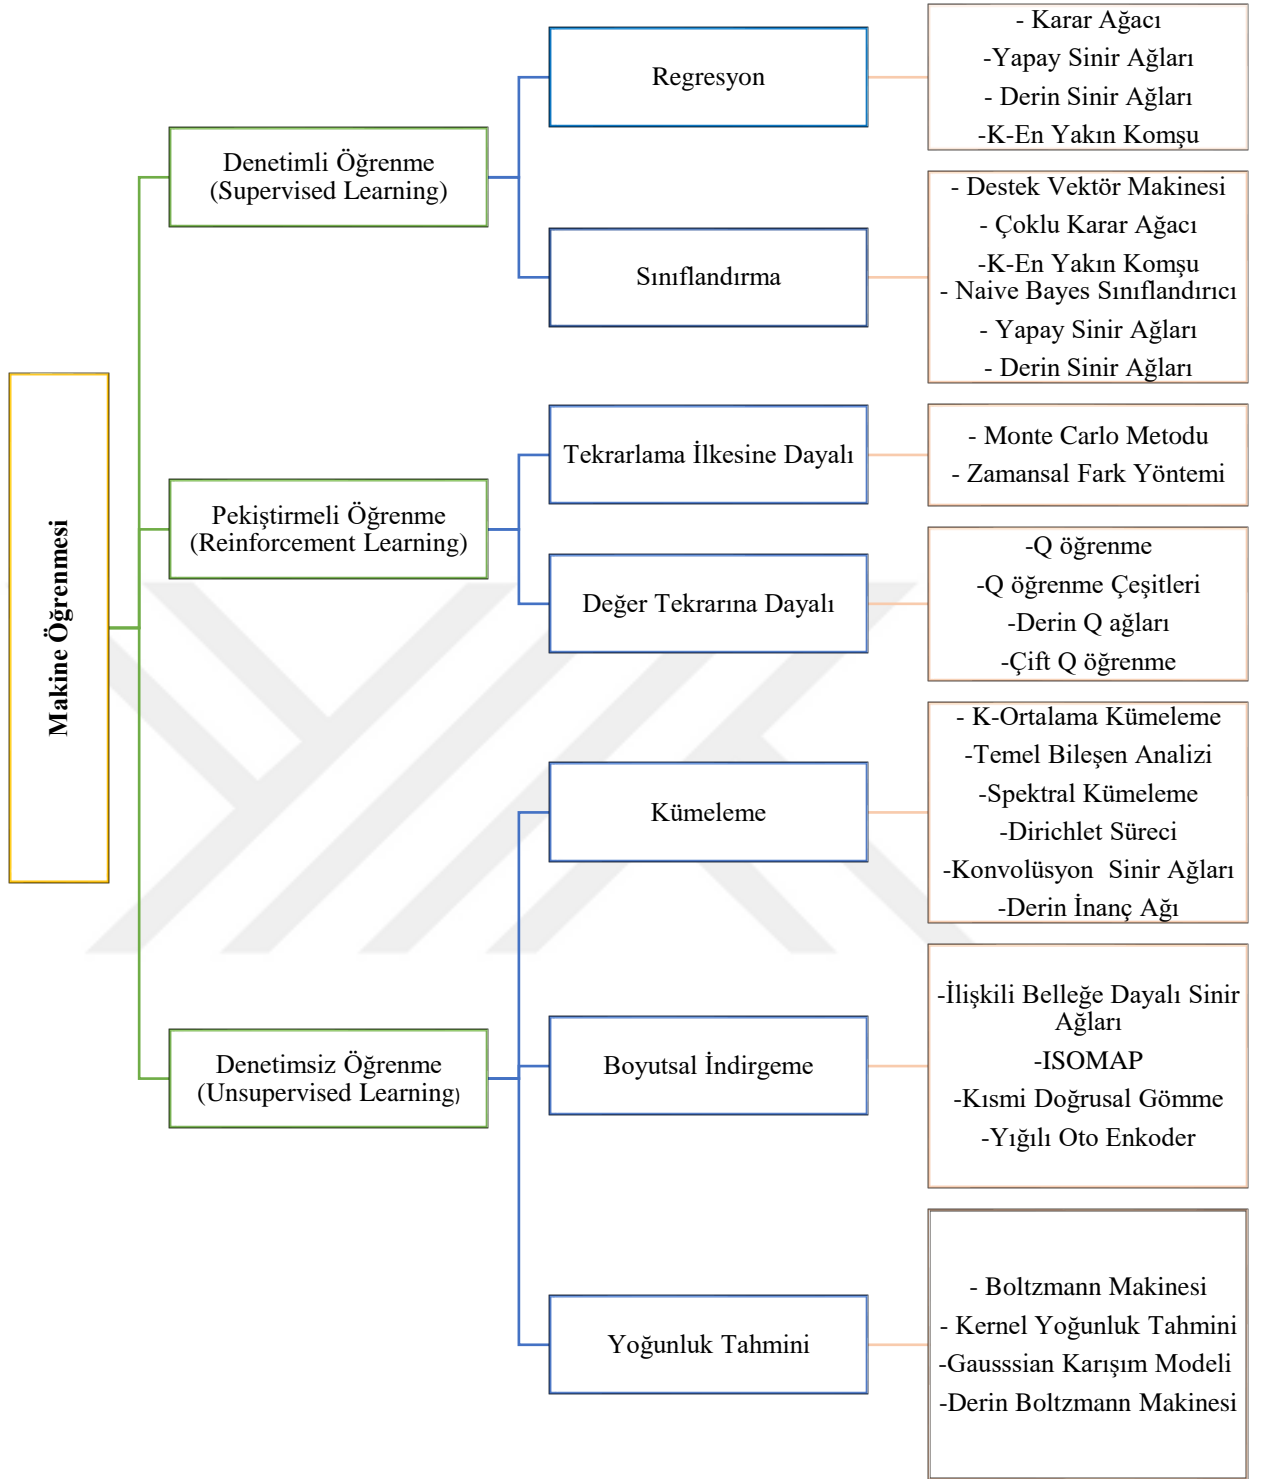 Makine Öğrenmesi
Denetimli Öğrenme
(Supervised Learning)
Regresyon
- Karar Ağacı
-Yapay Sinir Ağları
- Derin Sinir Ağları
-K-En Yakın Komşu
Sınıflandırma
- Destek Vektör Makinesi
- Çoklu Karar Ağacı
-K-En Yakın Komşu
- Naive Bayes Sınıflandırıcı
- Yapay Sinir Ağları
- Derin Sinir Ağları
Pekiştirmeli Öğrenme
(Reinforcement Learning)
Tekrarlama İlkesine Dayalı
- Monte Carlo Metodu
- Zamansal Fark Yöntemi
Değer Tekrarına Dayalı
-Q öğrenme
-Q öğrenme Çeşitleri
-Derin Q ağları
-Çift Q öğrenme
Denetimsiz Öğrenme
(Unsupervised Learning)
Kümeleme
- K-Ortalama Kümeleme
-Temel Bileşen Analizi
-Spektral Kümeleme
-Dirichlet Süreci
-Konvolüsyon  Sinir Ağları
-Derin İnanç Ağı
Boyutsal İndirgeme
-İlişkili Belleğe Dayalı Sinir
Ağları
-ISOMAP
-Kısmi Doğrusal Gömme
-Yığılı Oto Enkoder
Yoğunluk Tahmini
- Boltzmann Makinesi
- Kernel Yoğunluk Tahmini
-Gausssian Karışım Modeli
-Derin Boltzmann Makinesi